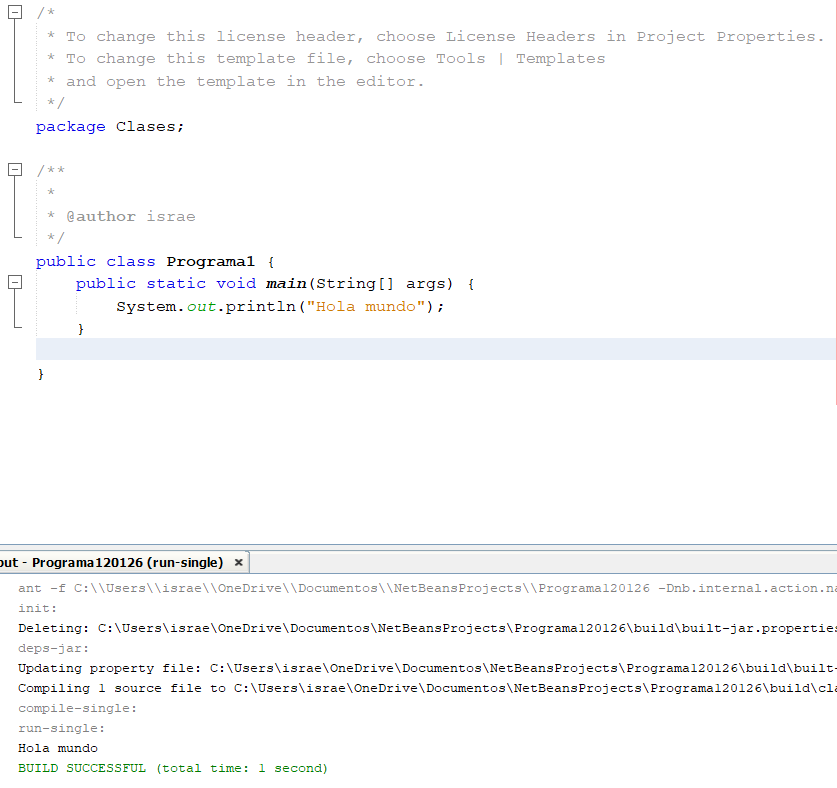 /*
 * To change this license header, choose License Headers in Project Properties.
 * To change this template file, choose Tools | Templates
 * and open the template in the editor.
 */
package Clases;
/**
 *
 * @author israe
 */
public class Programa1 {
    public static void main(String[] args) {
        System.out.println("Hola mundo");
    }
}
out - Programa120126 (run-single) ×
ant -f C:\\Users\\israe\\OneDrive\\Documentos\\NetBeansProjects\\Programa120126 -Dnb.internal.action.na
init:
Deleting: C:\Users\israe\OneDrive\Documentos\NetBeansProjects\Programa120126\build\built-jar.properties
deps-jar:
Updating property file: C:\Users\israe\OneDrive\Documentos\NetBeansProjects\Programa120126\build\built-
Compiling 1 source file to C:\Users\israe\OneDrive\Documentos\NetBeansProjects\Programa120126\build\cla
compile-single:
run-single:
Hola mundo
BUILD SUCCESSFUL (total time: 1 second)